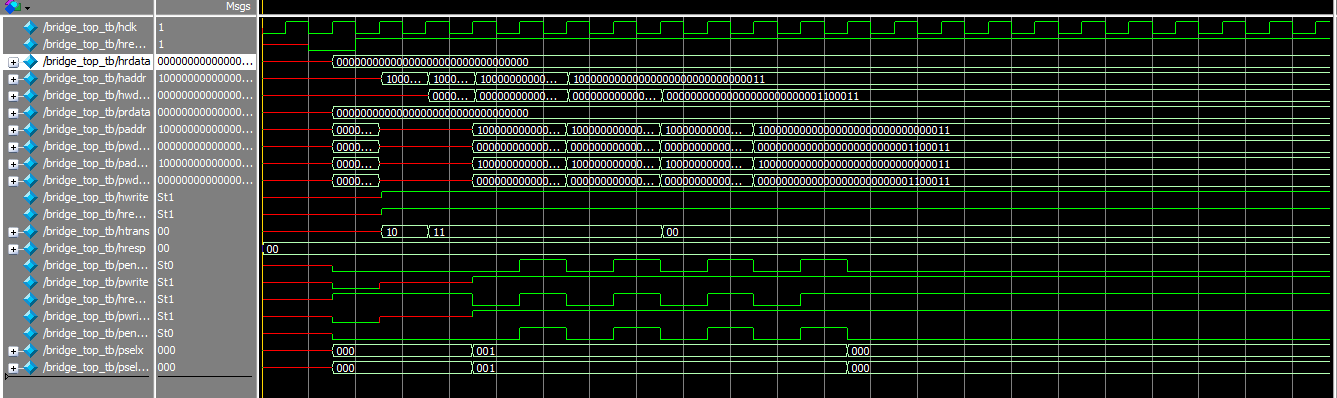 Msgs
/bridge_top_tb/hclk 1
/bridge_top_tb/hre... 1
/bridge_top_tb/hrdata 00000000000000... 00000000000000000000000000000000
/bridge_top_tb/haddr 10000000000000... 1000... 1000... 10000000000... 10000000000000000000000000000011
/bridge_top_tb/hwd... 00000000000000... 0000... 00000000000... 000000000000... 00000000000000000000000001100011
/bridge_top_tb/prdata 00000000000000... 00000000000000000000000000000000
/bridge_top_tb/paddr 10000000000000... 0000... 100000000000... 100000000000... 100000000000... 10000000000000000000000000000011
/bridge_top_tb/pwd... 00000000000000... 0000... 000000000000... 000000000000... 000000000000... 00000000000000000000000001100011
/bridge_top_tb/pad... 10000000000000... 0000... 100000000000... 100000000000... 100000000000... 10000000000000000000000000000011
/bridge_top_tb/pwd... 00000000000000... 0000... 000000000000... 000000000000... 000000000000... 00000000000000000000000001100011
/bridge_top_tb/hwrite St1
/bridge_top_tb/hre... St1
/bridge_top_tb/htrans 00 10 11 00
/bridge_top_tb/hresp 00 00
/bridge_top_tb/pen... St0
/bridge_top_tb/pwrite St1
/bridge_top_tb/hre... St1
/bridge_top_tb/pwri... St1
/bridge_top_tb/pen... St0
/bridge_top_tb/pselx 000 000 001 000
/bridge_top_tb/psel... 000 000 001 000